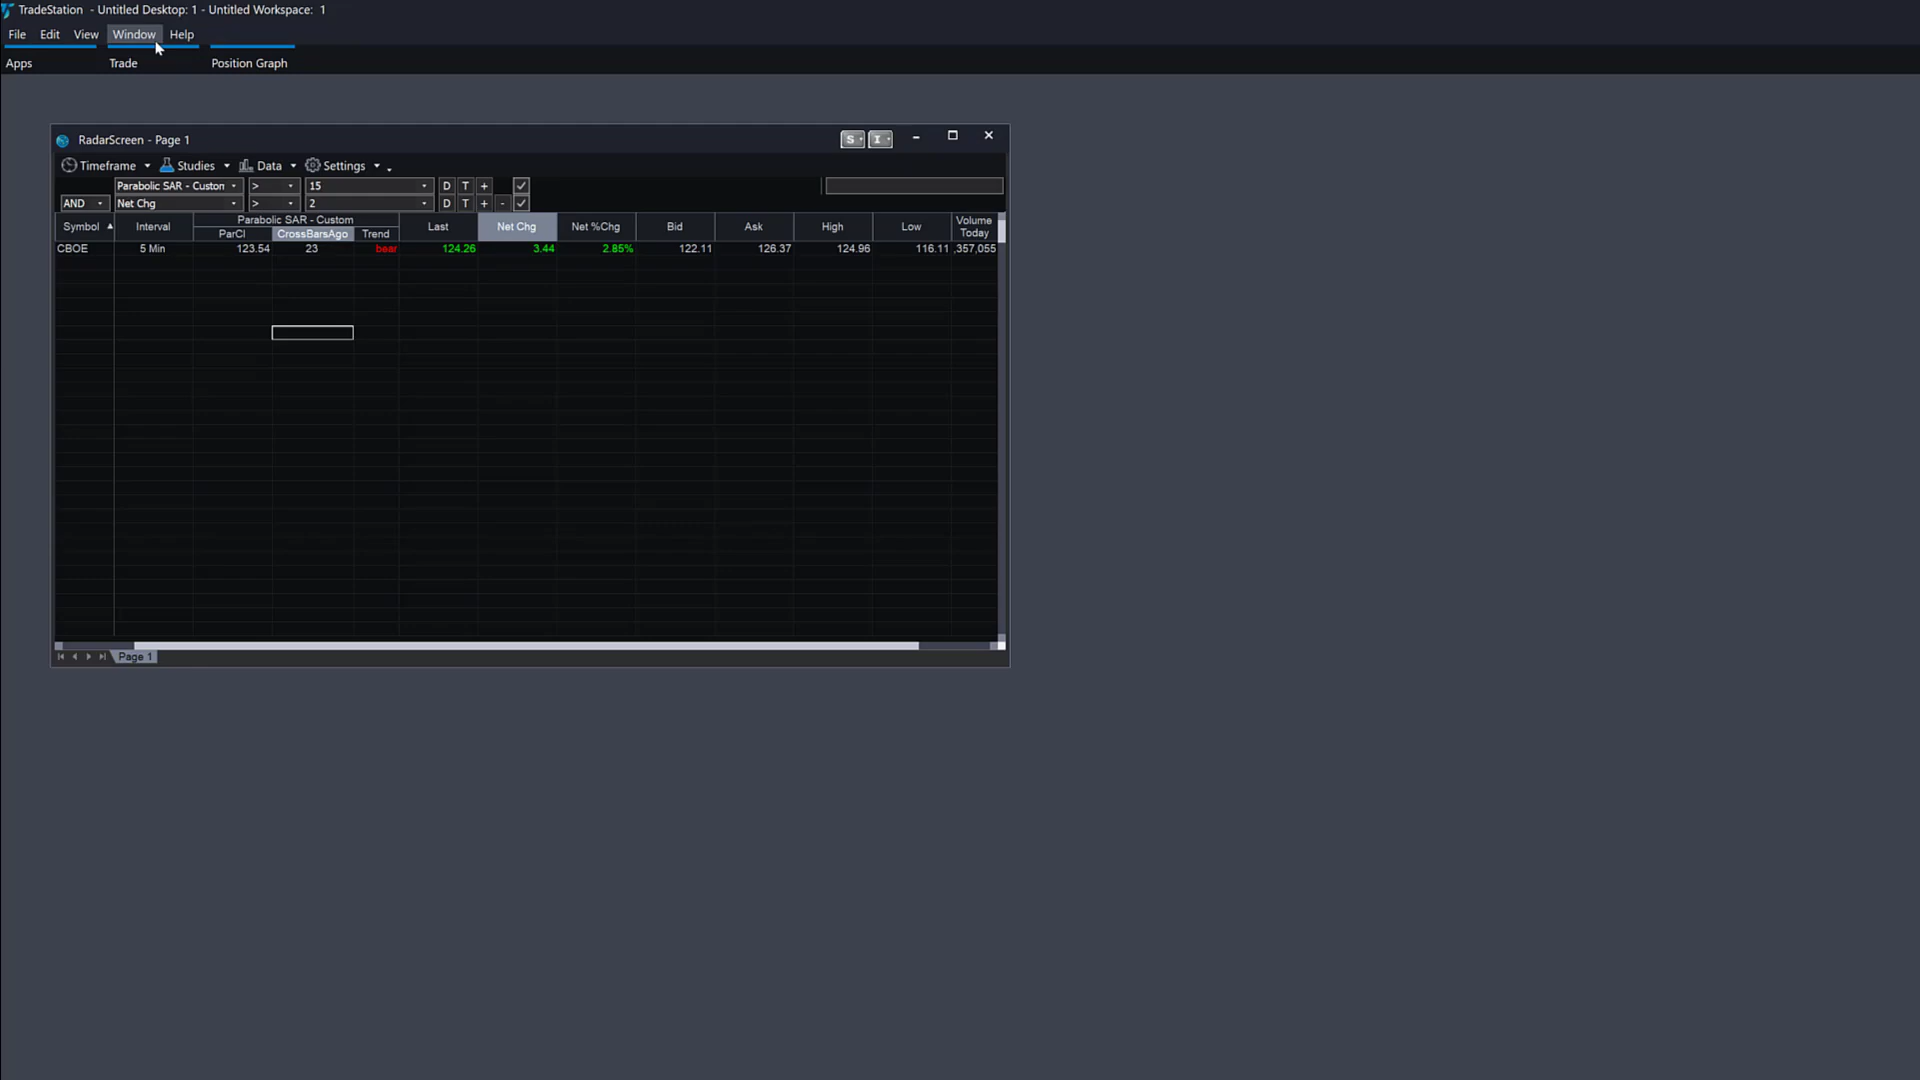 TradeStation - Untitled Desktop: 1 - Untitled Workspace: 1
File Edit View Window Help
Apps Trade Position Graph
RadarScreen - Page 1 S I
Timeframe Studies Data Settings
Parabolic SAR - Custon > 15 D T +
AND Net Chg > 2 D T + -
Symbol Interval Parabolic SAR - Custom Last Net Chg Net %Chg Bid Ask High Low Volume Today
ParCl CrossBarsAgo Trend
CBOE 5 Min 123.54 23 bear 124.26 3.44 2.85% 122.11 126.37 124.96 116.11 ,357,055
Page 1